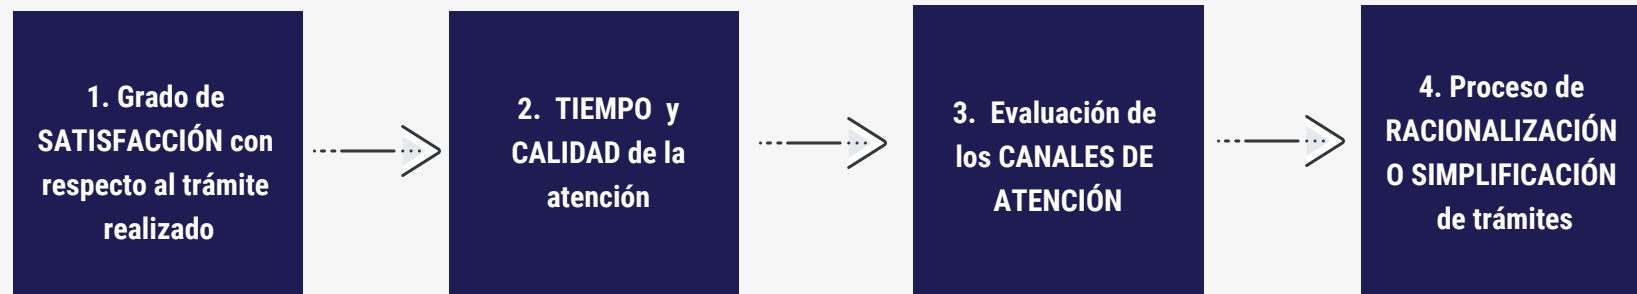 1. Grado de
SATISFACCIÓN con
respecto al trámite
realizado
2. TIEMPO y
CALIDAD de la
atención
3. Evaluación de
los CANALES DE
ATENCIÓN
4. Proceso de
RACIONALIZACIÓN
O SIMPLIFICACIÓN
de trámites